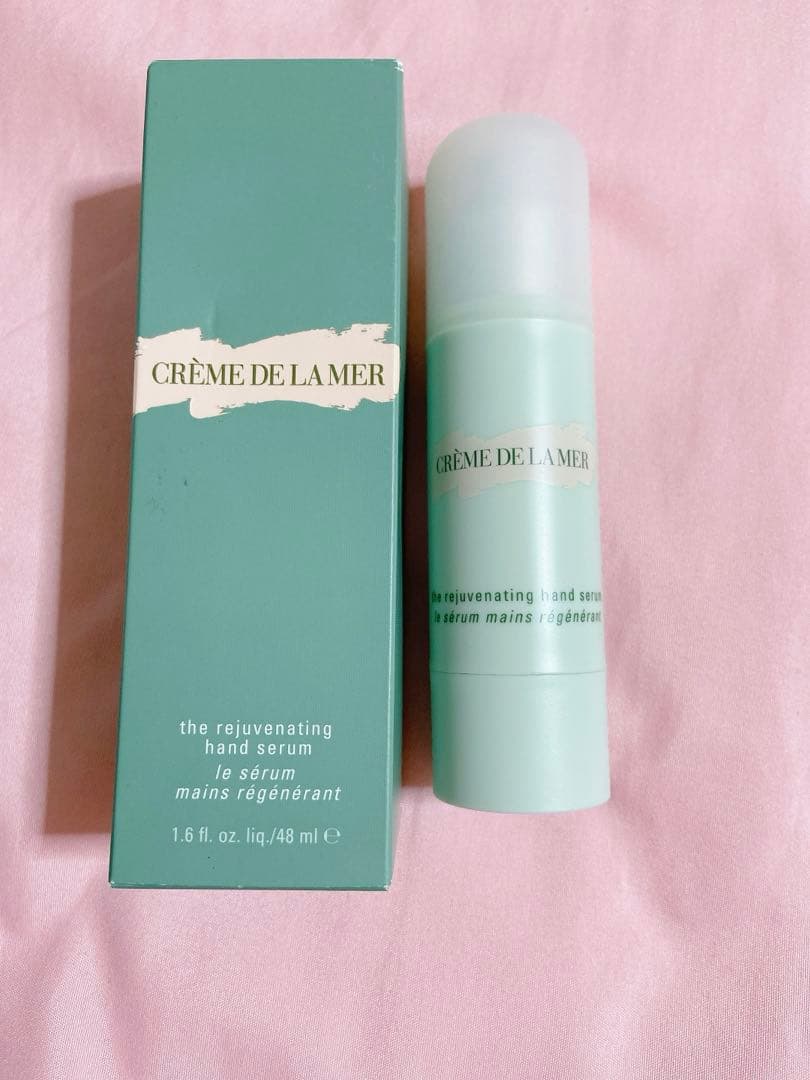 CRÈME DE LA MER
the rejuvenating
hand serum
le sérum
mains régénérant
1.6 fl. oz. liq./48 ml ℮
CRÈME DE LA MER
the rejuvenating hand serum
le sérum mains régénérant